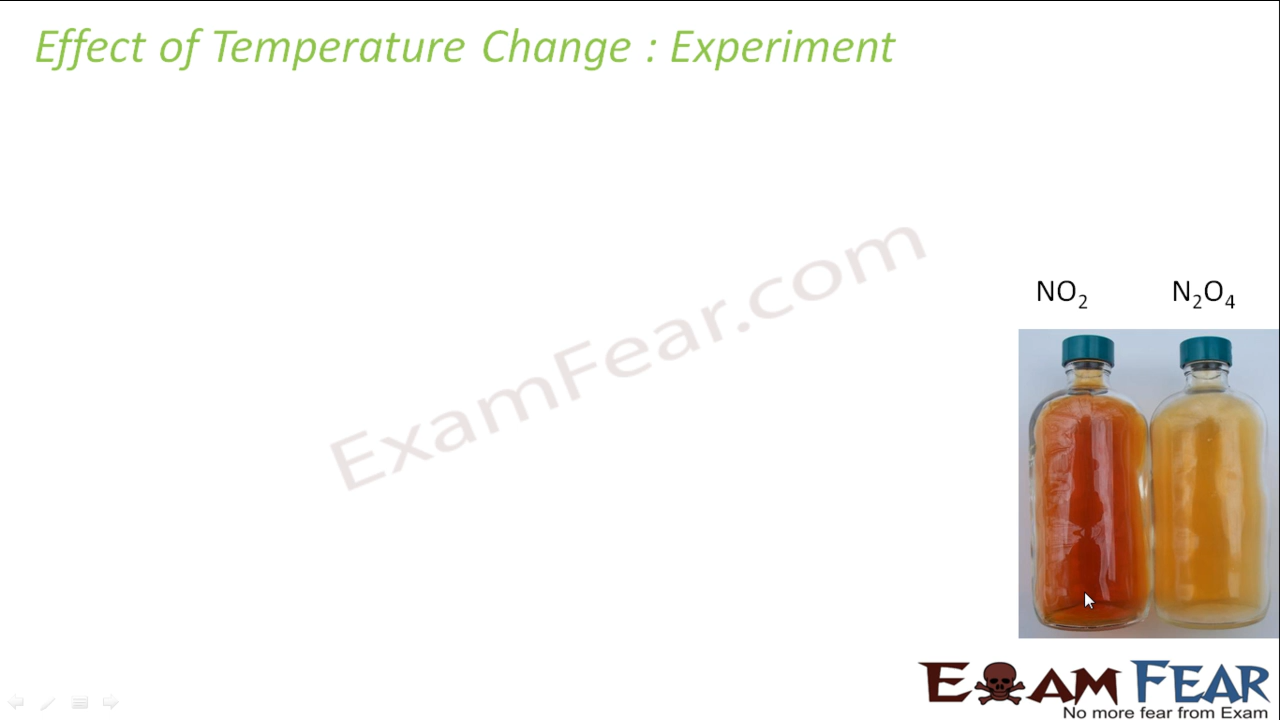 Effect of Temperature Change : Experiment
ExamFear.com
NO₂ N₂O₄
EXAM FEAR
No more fear from Exam